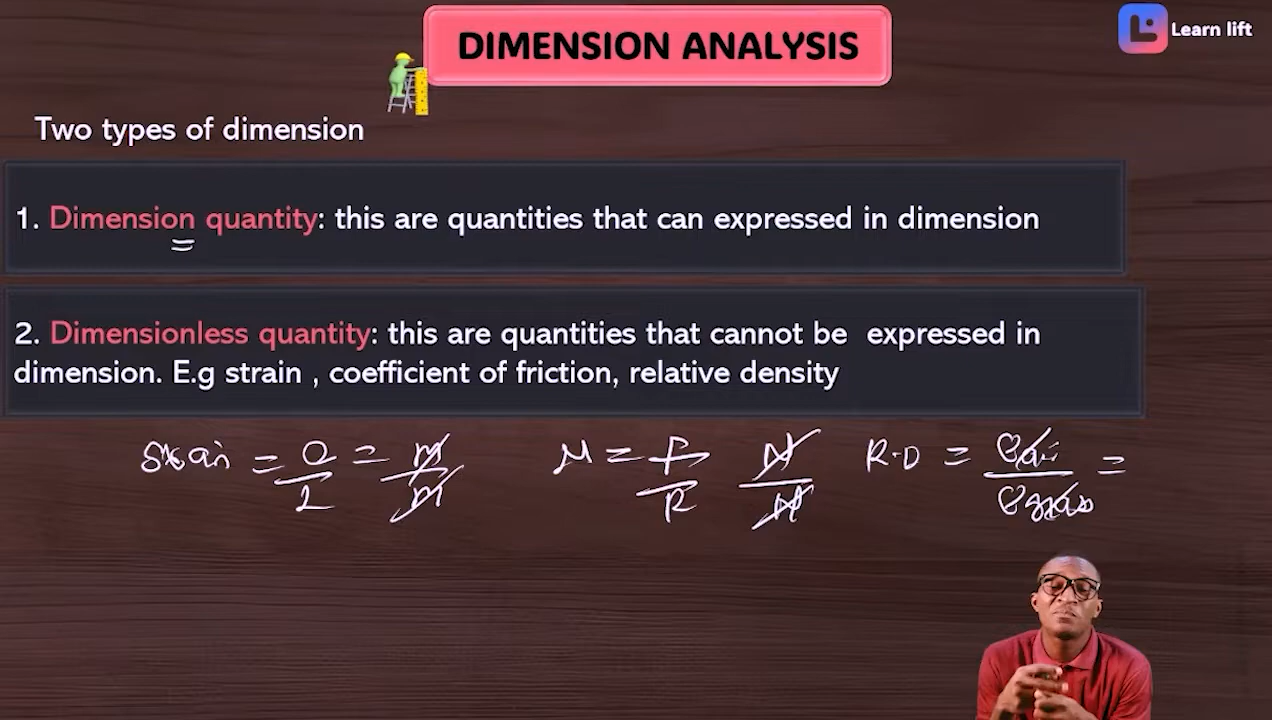 DIMENSION ANALYSIS
Learn lift
Two types of dimension
1. Dimension quantity: this are quantities that can expressed in dimension
2. Dimensionless quantity: this are quantities that cannot be expressed in
dimension. E.g strain , coefficient of friction, relative density
= = m/m μ = F/R N/N R.D = =